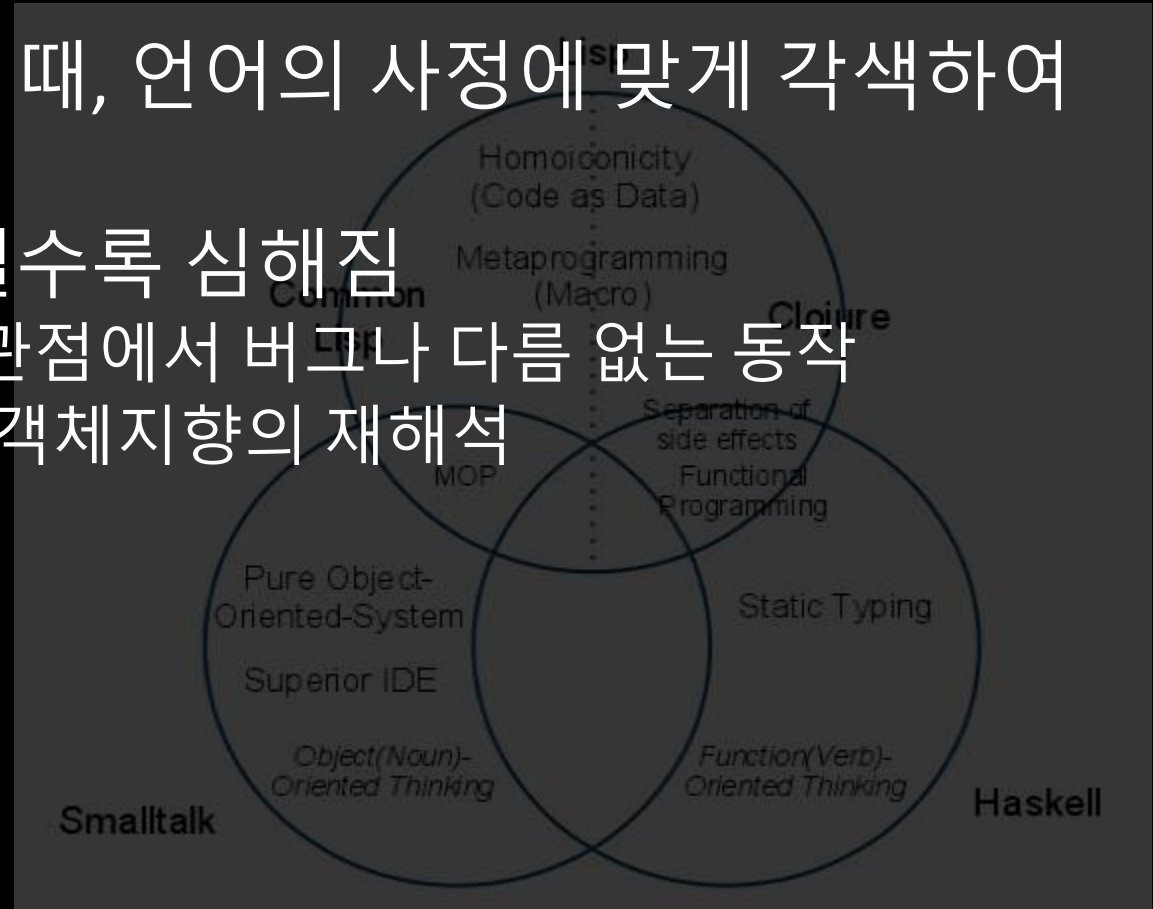 때, 언어의 사정에 맞게 각색하여
Lisp
Homoiconicity
(Code as Data)
수록 심해짐
Metaprogramming
(Macro)
Common
Lisp
Clojure
관점에서 버그나 다름 없는 동작
객체지향의 재해석
Separation of
side effects
MOP
Functional
Programming
Pure Object-
Oriented-System
Static Typing
Superior IDE
Object(Noun)-
Oriented Thinking
Function(Verb)-
Oriented Thinking
Smalltalk
Haskell